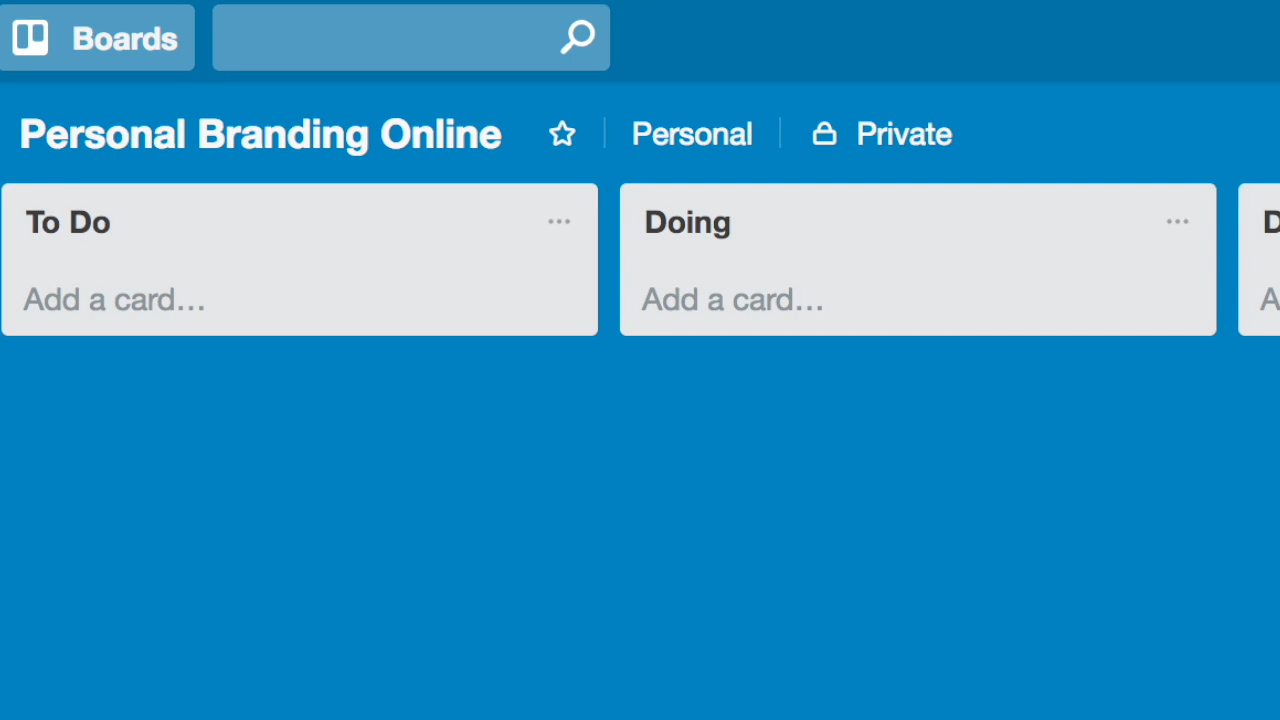 Boards
Personal Branding Online Personal Private
To Do Doing D
Add a card… Add a card… A